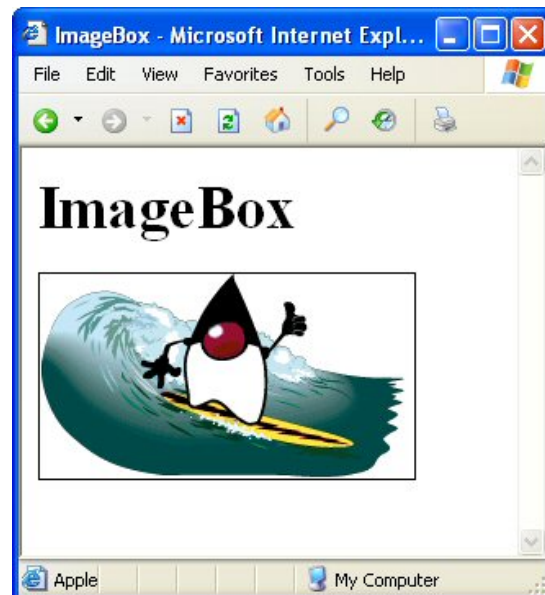 ImageBox - Microsoft Internet Expl...
File Edit View Favorites Tools Help
ImageBox
Apple My Computer